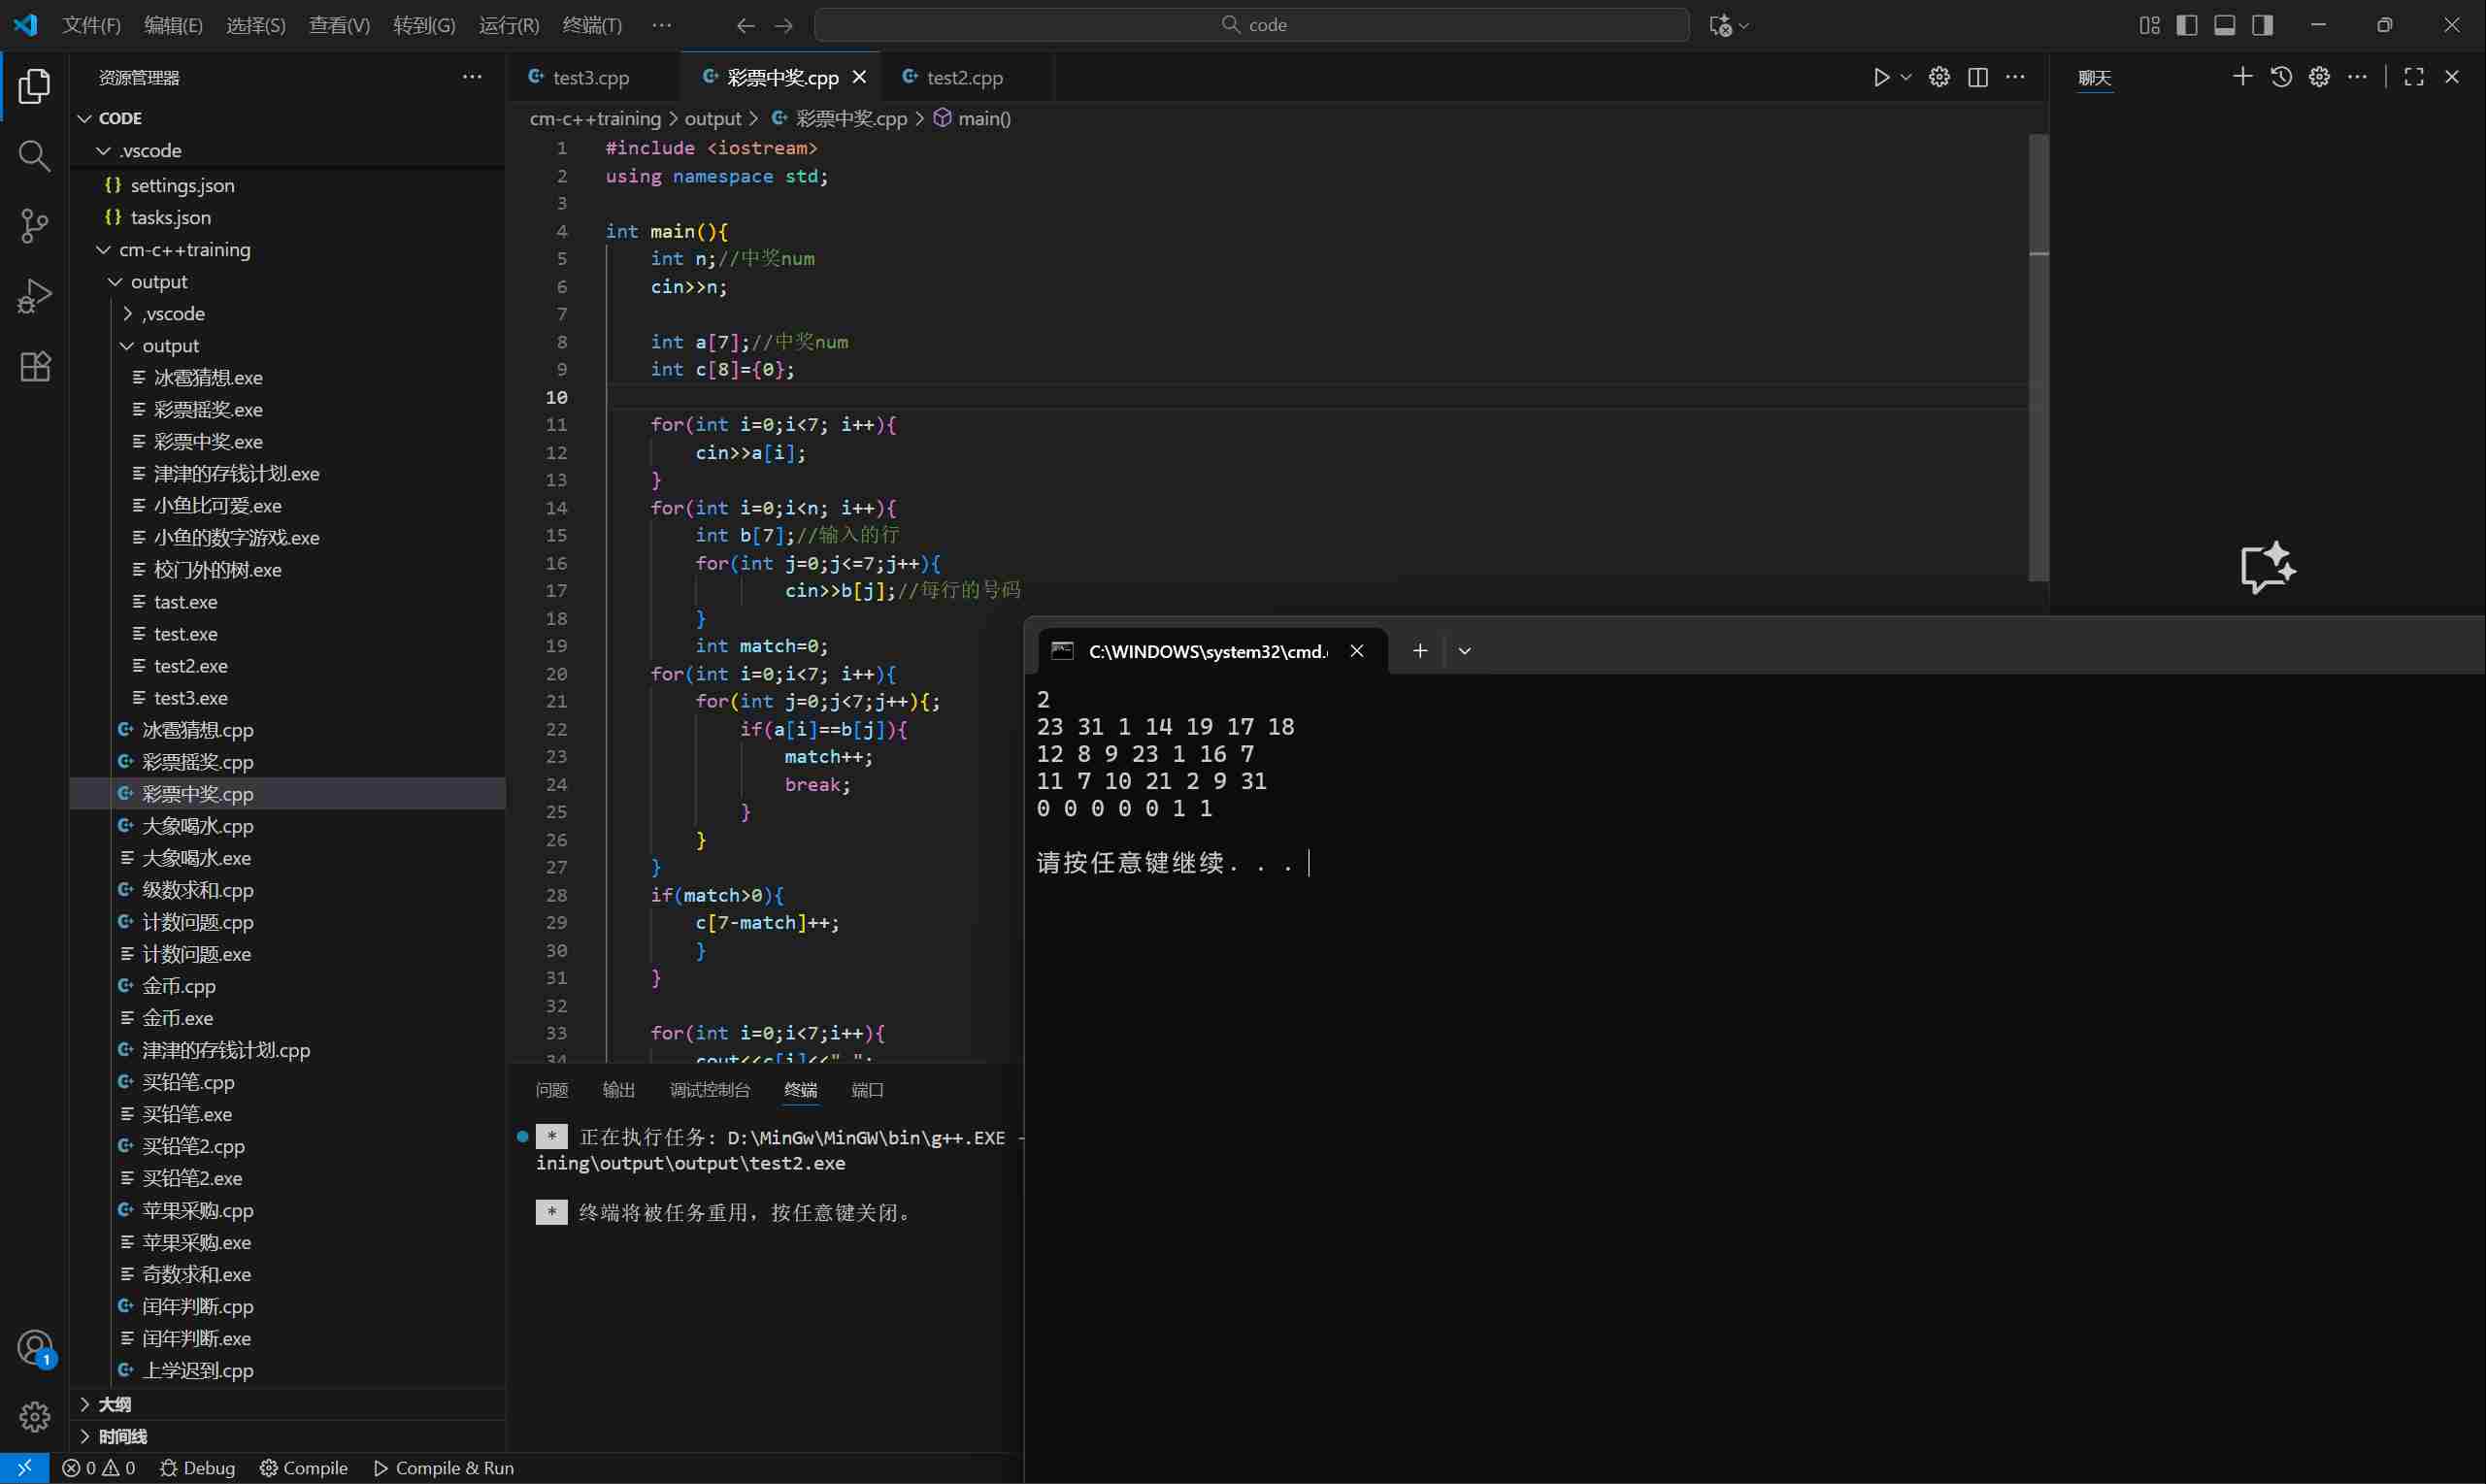 文件(F) 编辑(E) 选择(S) 查看(V) 转到(G) 运行(R) 终端(T) ··· code
资源管理器 ···
CODE
.vscode
{} settings.json
{} tasks.json
cm-c++training
output
,vscode
output
冰雹猜想.exe
彩票摇奖.exe
彩票中奖.exe
津津的存钱计划.exe
小鱼比可爱.exe
小鱼的数字游戏.exe
校门外的树.exe
tast.exe
test.exe
test2.exe
test3.exe
冰雹猜想.cpp
彩票摇奖.cpp
彩票中奖.cpp
大象喝水.cpp
大象喝水.exe
级数求和.cpp
计数问题.cpp
计数问题.exe
金币.cpp
金币.exe
津津的存钱计划.cpp
买铅笔.cpp
买铅笔.exe
买铅笔2.cpp
买铅笔2.exe
苹果采购.cpp
苹果采购.exe
奇数求和.exe
闰年判断.cpp
闰年判断.exe
上学迟到.cpp
大纲
时间线
test3.cpp 彩票中奖.cpp test2.cpp
cm-c++training > output > 彩票中奖.cpp > main()
1 #include <iostream>
2 using namespace std;
3
4 int main(){
5 int n;//中奖num
6 cin>>n;
7
8 int a[7];//中奖num
9 int c[8]={0};
10
11 for(int i=0;i<7; i++){
12 cin>>a[i];
13 }
14 for(int i=0;i<n; i++){
15 int b[7];//输入的行
16 for(int j=0;j<=7;j++){
17 cin>>b[j];//每行的号码
18 }
19 int match=0;
20 for(int i=0;i<7; i++){
21 for(int j=0;j<7;j++){;
22 if(a[i]==b[j]){
23 match++;
24 break;
25 }
26 }
27 }
28 if(match>0){
29 c[7-match]++;
30 }
31 }
32
33 for(int i=0;i<7;i++){
34 cout<<c[i]<<" ";
聊天
问题 输出 调试控制台 终端 端口
* 正在执行任务: D:\MinGw\MinGW\bin\g++.EXE -
ining\output\output\test2.exe
* 终端将被任务重用，按任意键关闭。
C:\WINDOWS\system32\cmd.
2
23 31 1 14 19 17 18
12 8 9 23 1 16 7
11 7 10 21 2 9 31
0 0 0 0 0 1 1
请按任意键继续. . .
1
0 0 Debug Compile Compile & Run